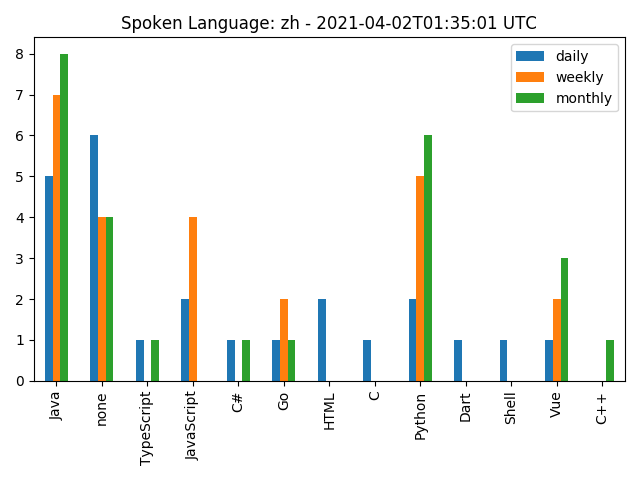 Spoken Language: zh - 2021-04-02T01:35:01 UTC
daily
weekly
monthly
8
7
6
5
4
3
2
1
0
Java
none
TypeScript
JavaScript
C#
Go
HTML
C
Python
Dart
Shell
Vue
C++